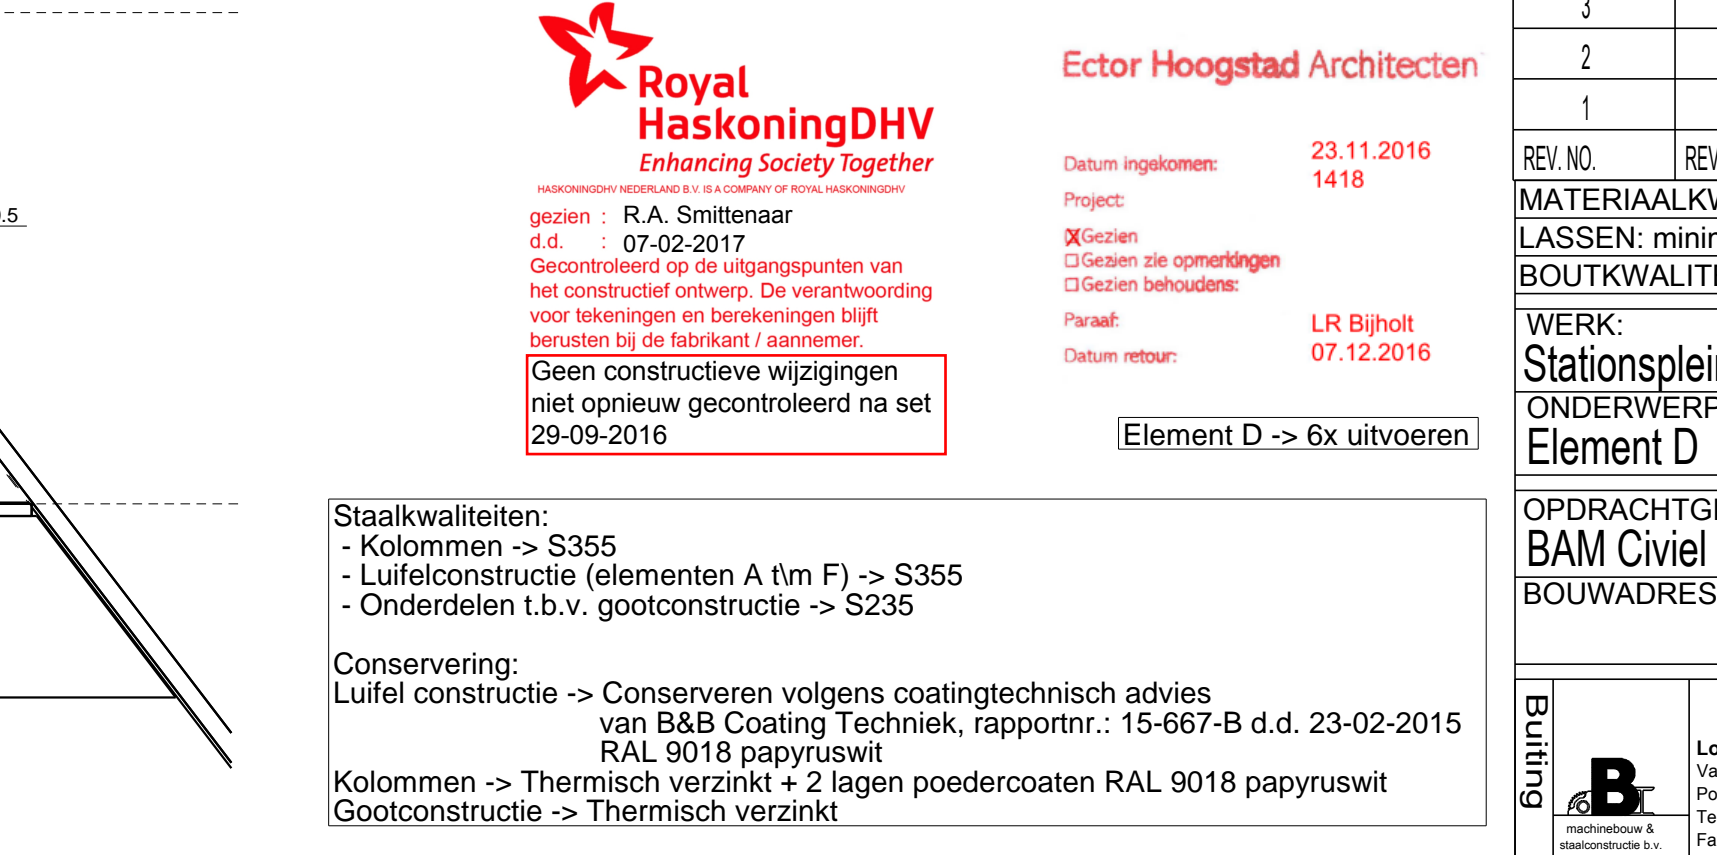 Royal
HaskoningDHV
Enhancing Society Together
HASKONINGDHV NEDERLAND B.V. IS A COMPANY OF ROYAL HASKONINGDHV
gezien : R.A. Smittenaar
d.d. : 07-02-2017
Gecontroleerd op de uitgangspunten van
het constructief ontwerp. De verantwoording
voor tekeningen en berekeningen blijft
berusten bij de fabrikant / aannemer.
Geen constructieve wijzigingen
niet opnieuw gecontroleerd na set
29-09-2016
Ector Hoogstad Architecten
Datum ingekomen: 23.11.2016
1418
Project:
Gezien
Gezien zie opmerkingen
Gezien behoudens:
Paraaf: LR Bijholt
Datum retour: 07.12.2016
Element D -> 6x uitvoeren
Staalkwaliteiten:
- Kolommen -> S355
- Luifelconstructie (elementen A t\m F) -> S355
- Onderdelen t.b.v. gootconstructie -> S235
Conservering:
Luifel constructie -> Conserveren volgens coatingtechnisch advies
van B&B Coating Techniek, rapportnr.: 15-667-B d.d. 23-02-2015
RAL 9018 papyruswit
Kolommen -> Thermisch verzinkt + 2 lagen poedercoaten RAL 9018 papyruswit
Gootconstructie -> Thermisch verzinkt
3
2
1
REV. NO. REV
MATERIAALKW
LASSEN: minim
BOUTKWALITE
WERK:
Stationsplein
ONDERWERP
Element D
OPDRACHTGE
BAM Civiel
BOUWADRES
Buiting
B
machinebouw &
staalconstructie b.v.
Lo
Va
Po
Te
Fa
.5